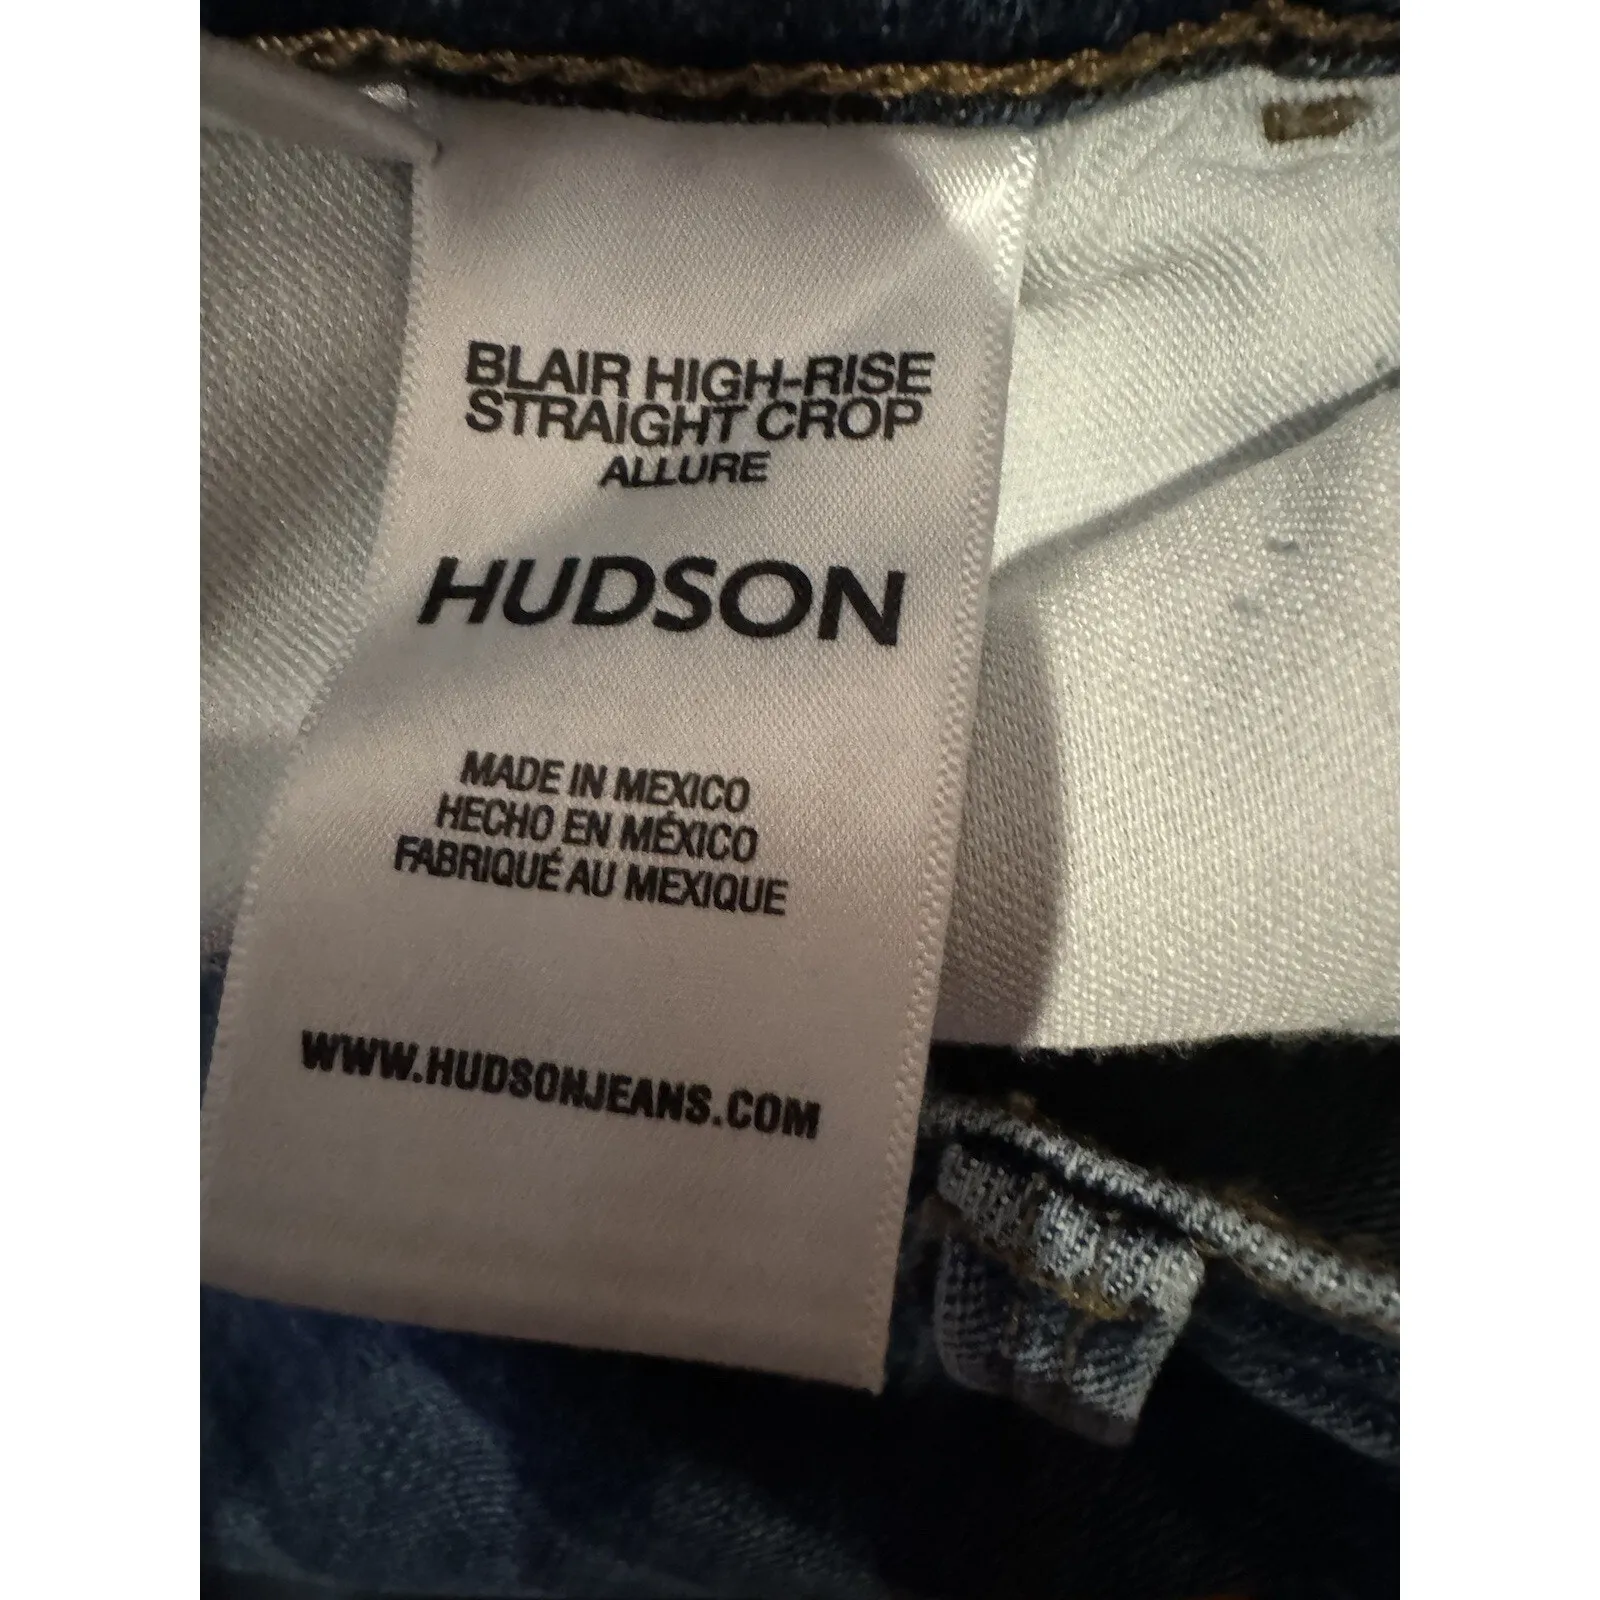 BLAIR HIGH-RISE
STRAIGHT CROP
ALLURE
HUDSON
MADE IN MEXICO
HECHO EN MÉXICO
FABRIQUÉ AU MEXIQUE
WWW.HUDSONJEANS.COM